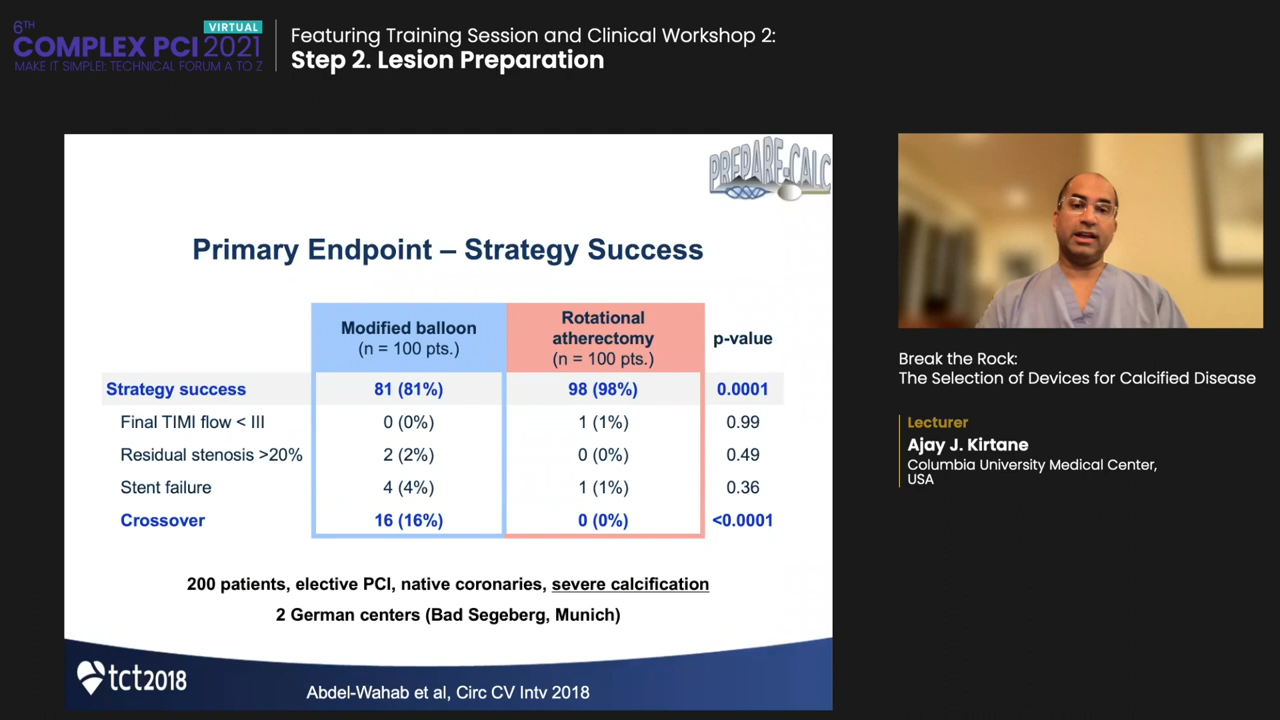 6TH
VIRTUAL
COMPLEX PCI 2021
MAKE IT SIMPLE!: TECHNICAL FORUM A TO Z
Featuring Training Session and Clinical Workshop 2:
Step 2. Lesion Preparation
PREPARE-CALC
Primary Endpoint – Strategy Success
Modified balloon
(n = 100 pts.)
Rotational
atherectomy
(n = 100 pts.)
p-value
Strategy success 81 (81%) 98 (98%) 0.0001
Final TIMI flow < III 0 (0%) 1 (1%) 0.99
Residual stenosis >20% 2 (2%) 0 (0%) 0.49
Stent failure 4 (4%) 1 (1%) 0.36
Crossover 16 (16%) 0 (0%) <0.0001
200 patients, elective PCI, native coronaries, severe calcification
2 German centers (Bad Segeberg, Munich)
tct2018
Abdel-Wahab et al, Circ CV Intv 2018
Break the Rock:
The Selection of Devices for Calcified Disease
Lecturer
Ajay J. Kirtane
Columbia University Medical Center,
USA